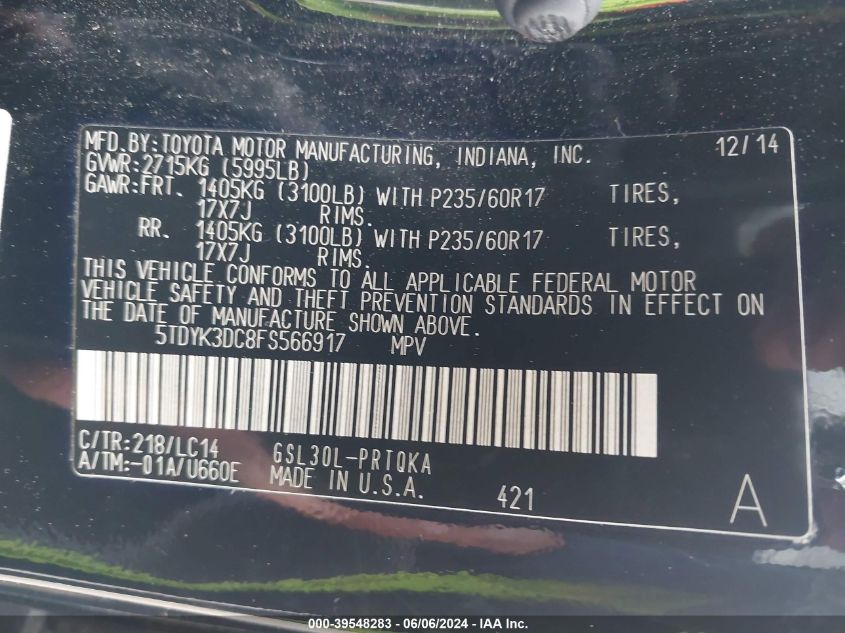 MFD.BY:TOYOTA MOTOR MANUFACTURING, INDIANA, INC. 12/14
GVWR:2715KG (5995LB)
GAWR:FRT. 1405KG (3100LB) WITH P235/60R17 TIRES,
17X7J RIMS.
RR. 1405KG (3100LB) WITH P235/60R17 TIRES,
17X7J RIMS.
THIS VEHICLE CONFORMS TO ALL APPLICABLE FEDERAL MOTOR
VEHICLE SAFETY AND THEFT PREVENTION STANDARDS IN EFFECT ON
THE DATE OF MANUFACTURE SHOWN ABOVE.
5TDYK3DC8FS566917 MPV
C/TR:218/LC14 GSL30L-PRTQKA
A/TM:-01A/U660E MADE IN U.S.A. 421 A
000-39548283 - 06/06/2024 - IAA Inc.